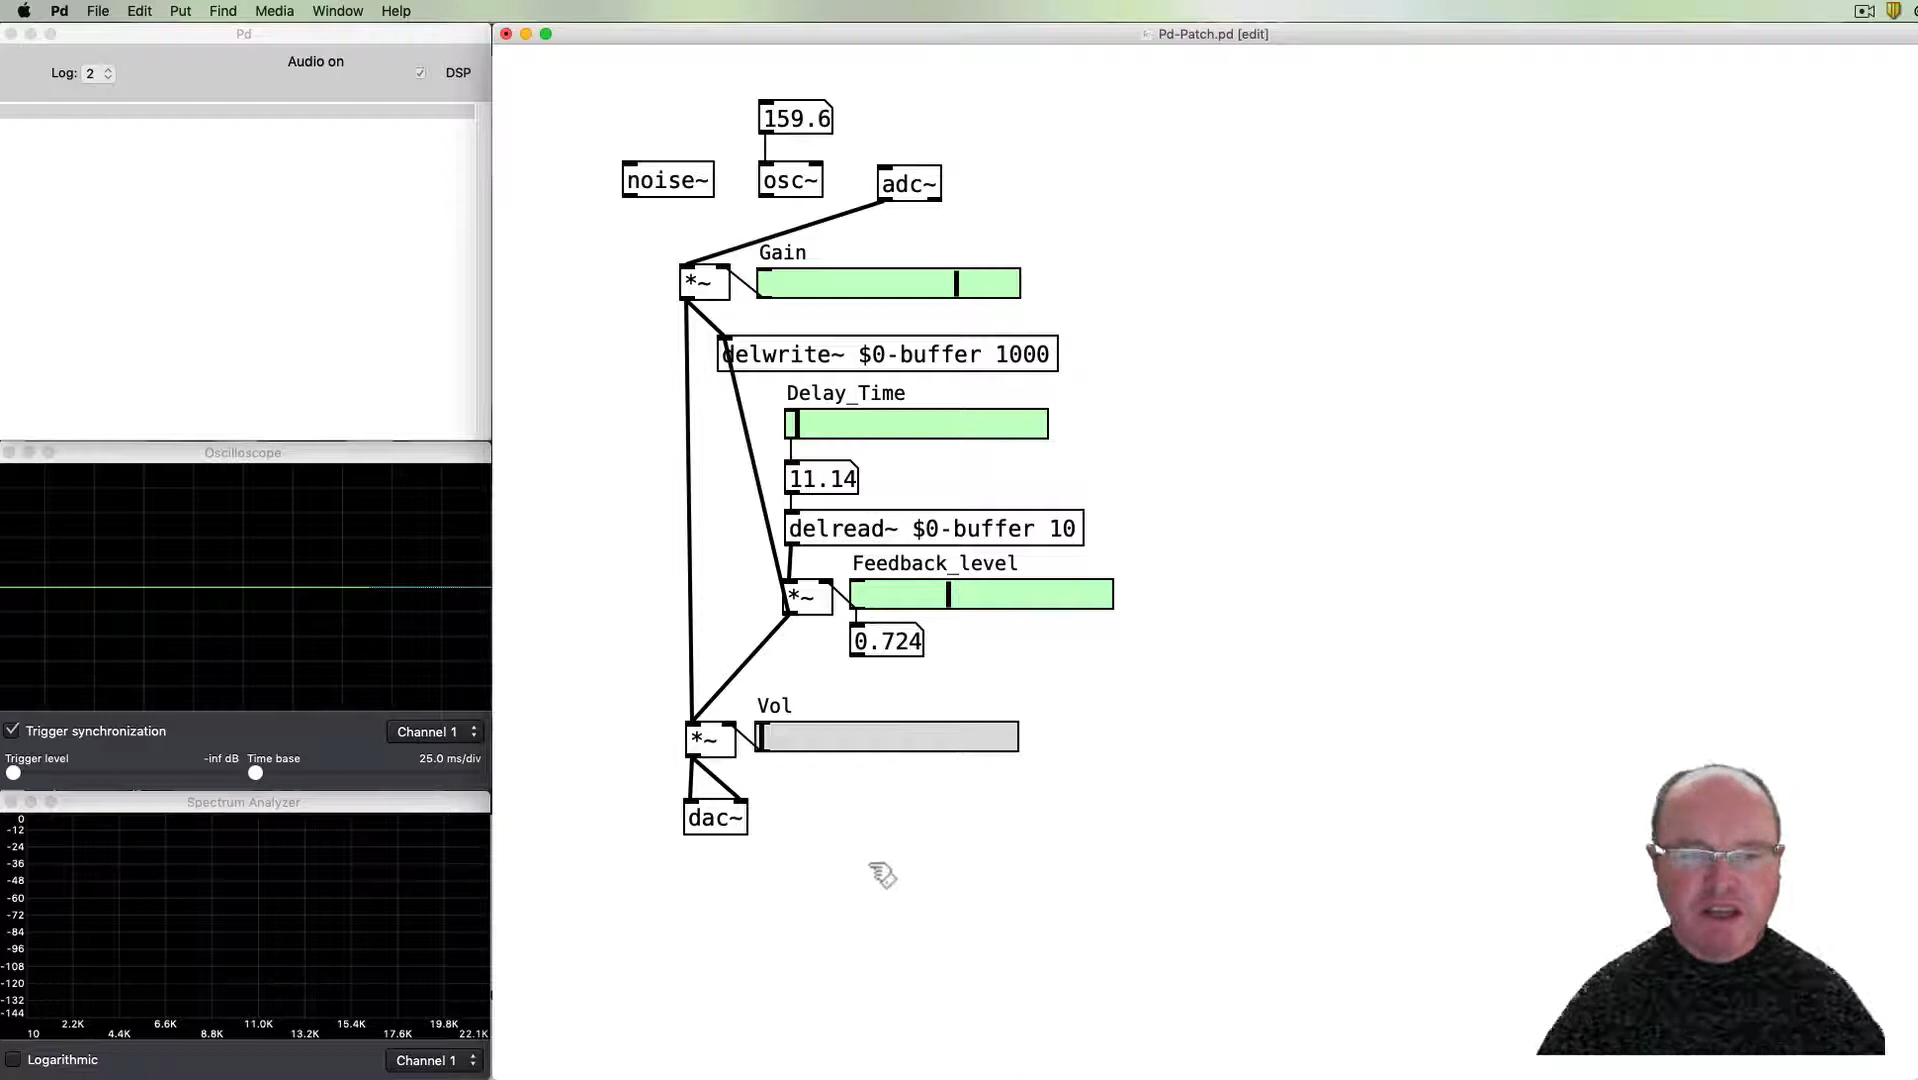 Pd File Edit Put Find Media Window Help
Pd
Audio on
Log: 2
DSP
Oscilloscope
Trigger synchronization
Channel 1
Trigger level
-inf dB
Time base
25.0 ms/div
Spectrum Analyzer
0
-12
-24
-36
-48
-60
-72
-84
-96
-108
-120
-132
-144
10
2.2K
4.4K
6.6K
8.8K
11.0K
13.2K
15.4K
17.6K
19.8K
22.1K
Logarithmic
Channel 1
Pd-Patch.pd [edit]
159.6
noise~
osc~
adc~
Gain
*~
delwrite~ $0-buffer 1000
Delay_Time
11.14
delread~ $0-buffer 10
Feedback_level
*~
0.724
Vol
*~
dac~